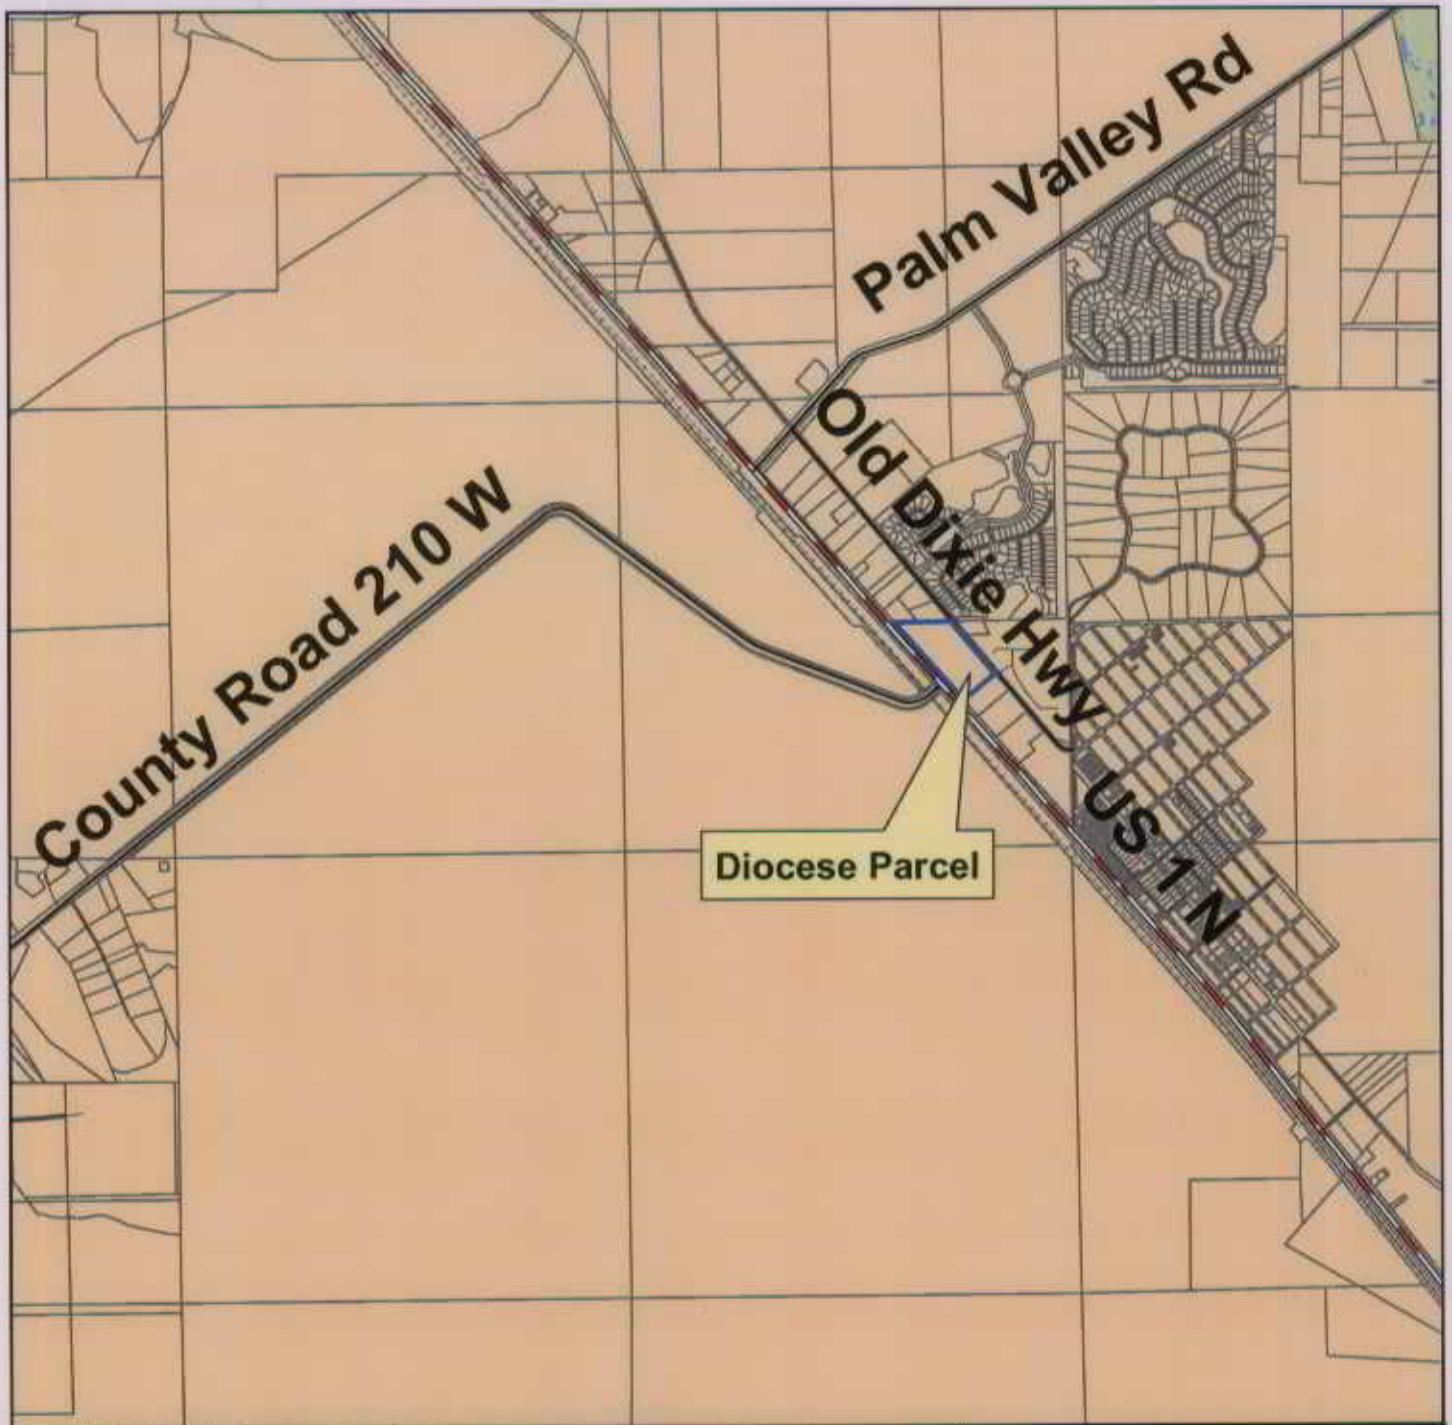 Palm Valley Rd
Old Dixie Hwy
County Road 210 W
US 1 N
Diocese Parcel